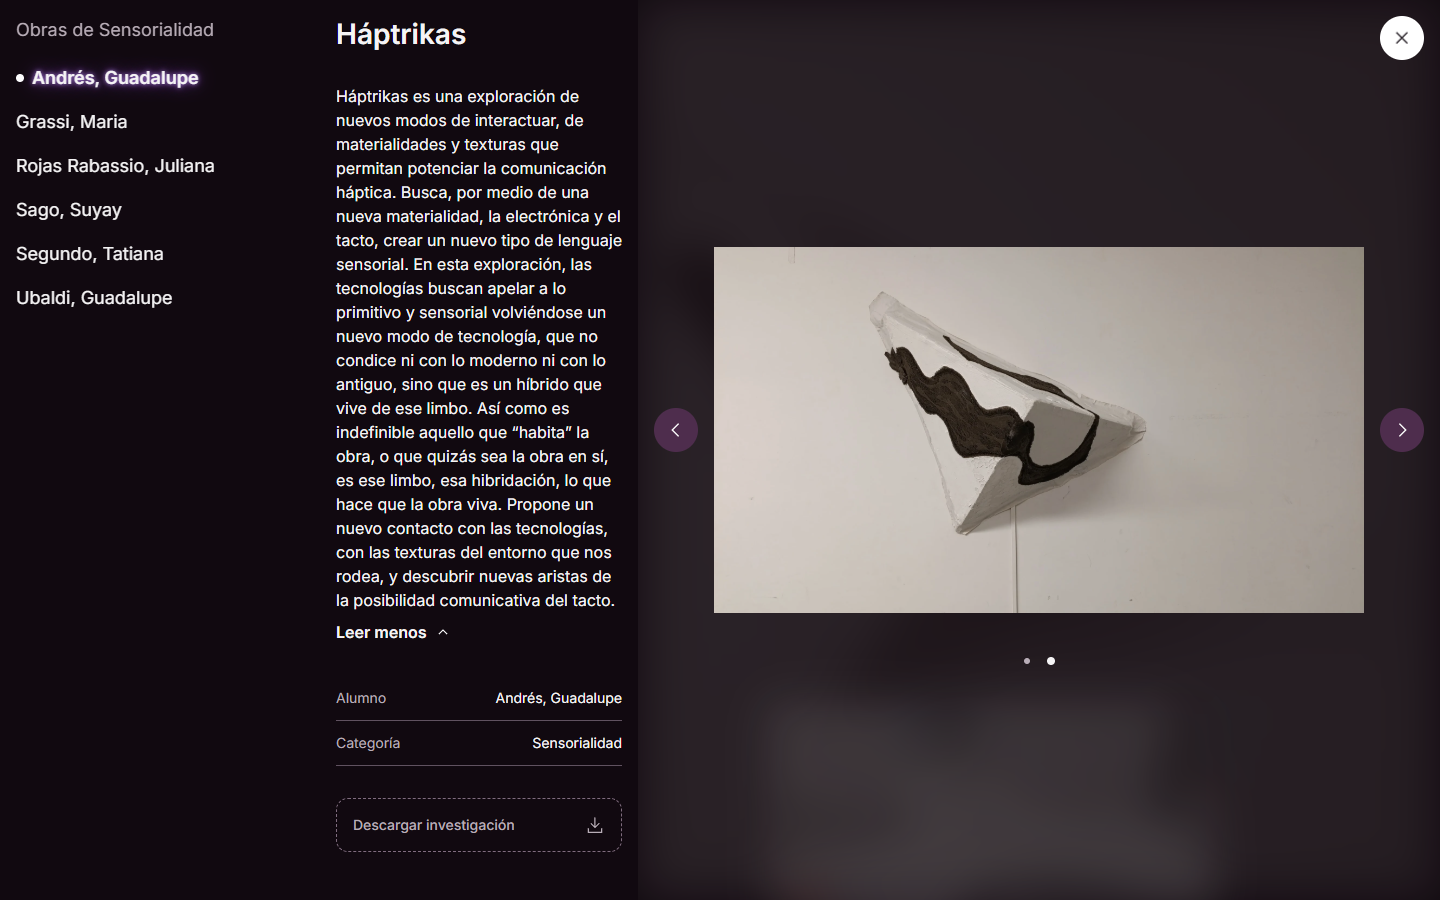 Obras de Sensorialidad
Andrés, Guadalupe
Grassi, Maria
Rojas Rabassio, Juliana
Sago, Suyay
Segundo, Tatiana
Ubaldi, Guadalupe
Háptrikas
Háptrikas es una exploración de
nuevos modos de interactuar, de
materialidades y texturas que
permitan potenciar la comunicación
háptica. Busca, por medio de una
nueva materialidad, la electrónica y el
tacto, crear un nuevo tipo de lenguaje
sensorial. En esta exploración, las
tecnologías buscan apelar a lo
primitivo y sensorial volviéndose un
nuevo modo de tecnología, que no
condice ni con lo moderno ni con lo
antiguo, sino que es un híbrido que
vive de ese limbo. Así como es
indefinible aquello que “habita” la
obra, o que quizás sea la obra en sí,
es ese limbo, esa hibridación, lo que
hace que la obra viva. Propone un
nuevo contacto con las tecnologías,
con las texturas del entorno que nos
rodea, y descubrir nuevas aristas de
la posibilidad comunicativa del tacto.
Leer menos
Alumno Andrés, Guadalupe
Categoría Sensorialidad
Descargar investigación